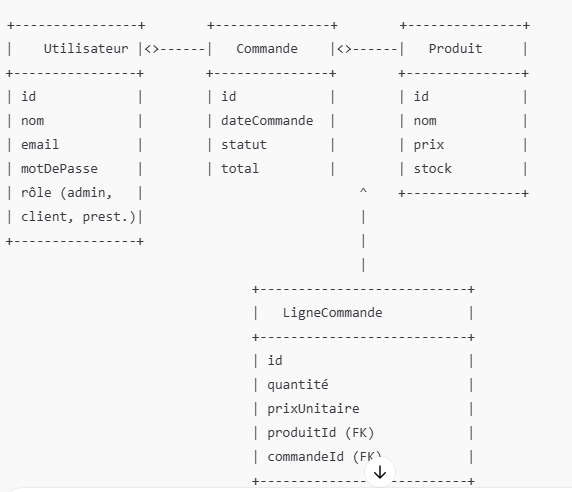 Utilisateur |<>------| Commande |<>------| Produit
id | id | id
nom | dateCommande | nom
email | statut | prix
motDePasse | total | stock
rôle (admin,
client, prest.)
LigneCommande
id
quantité
prixUnitaire
produitId (FK)
commandeId (FK)